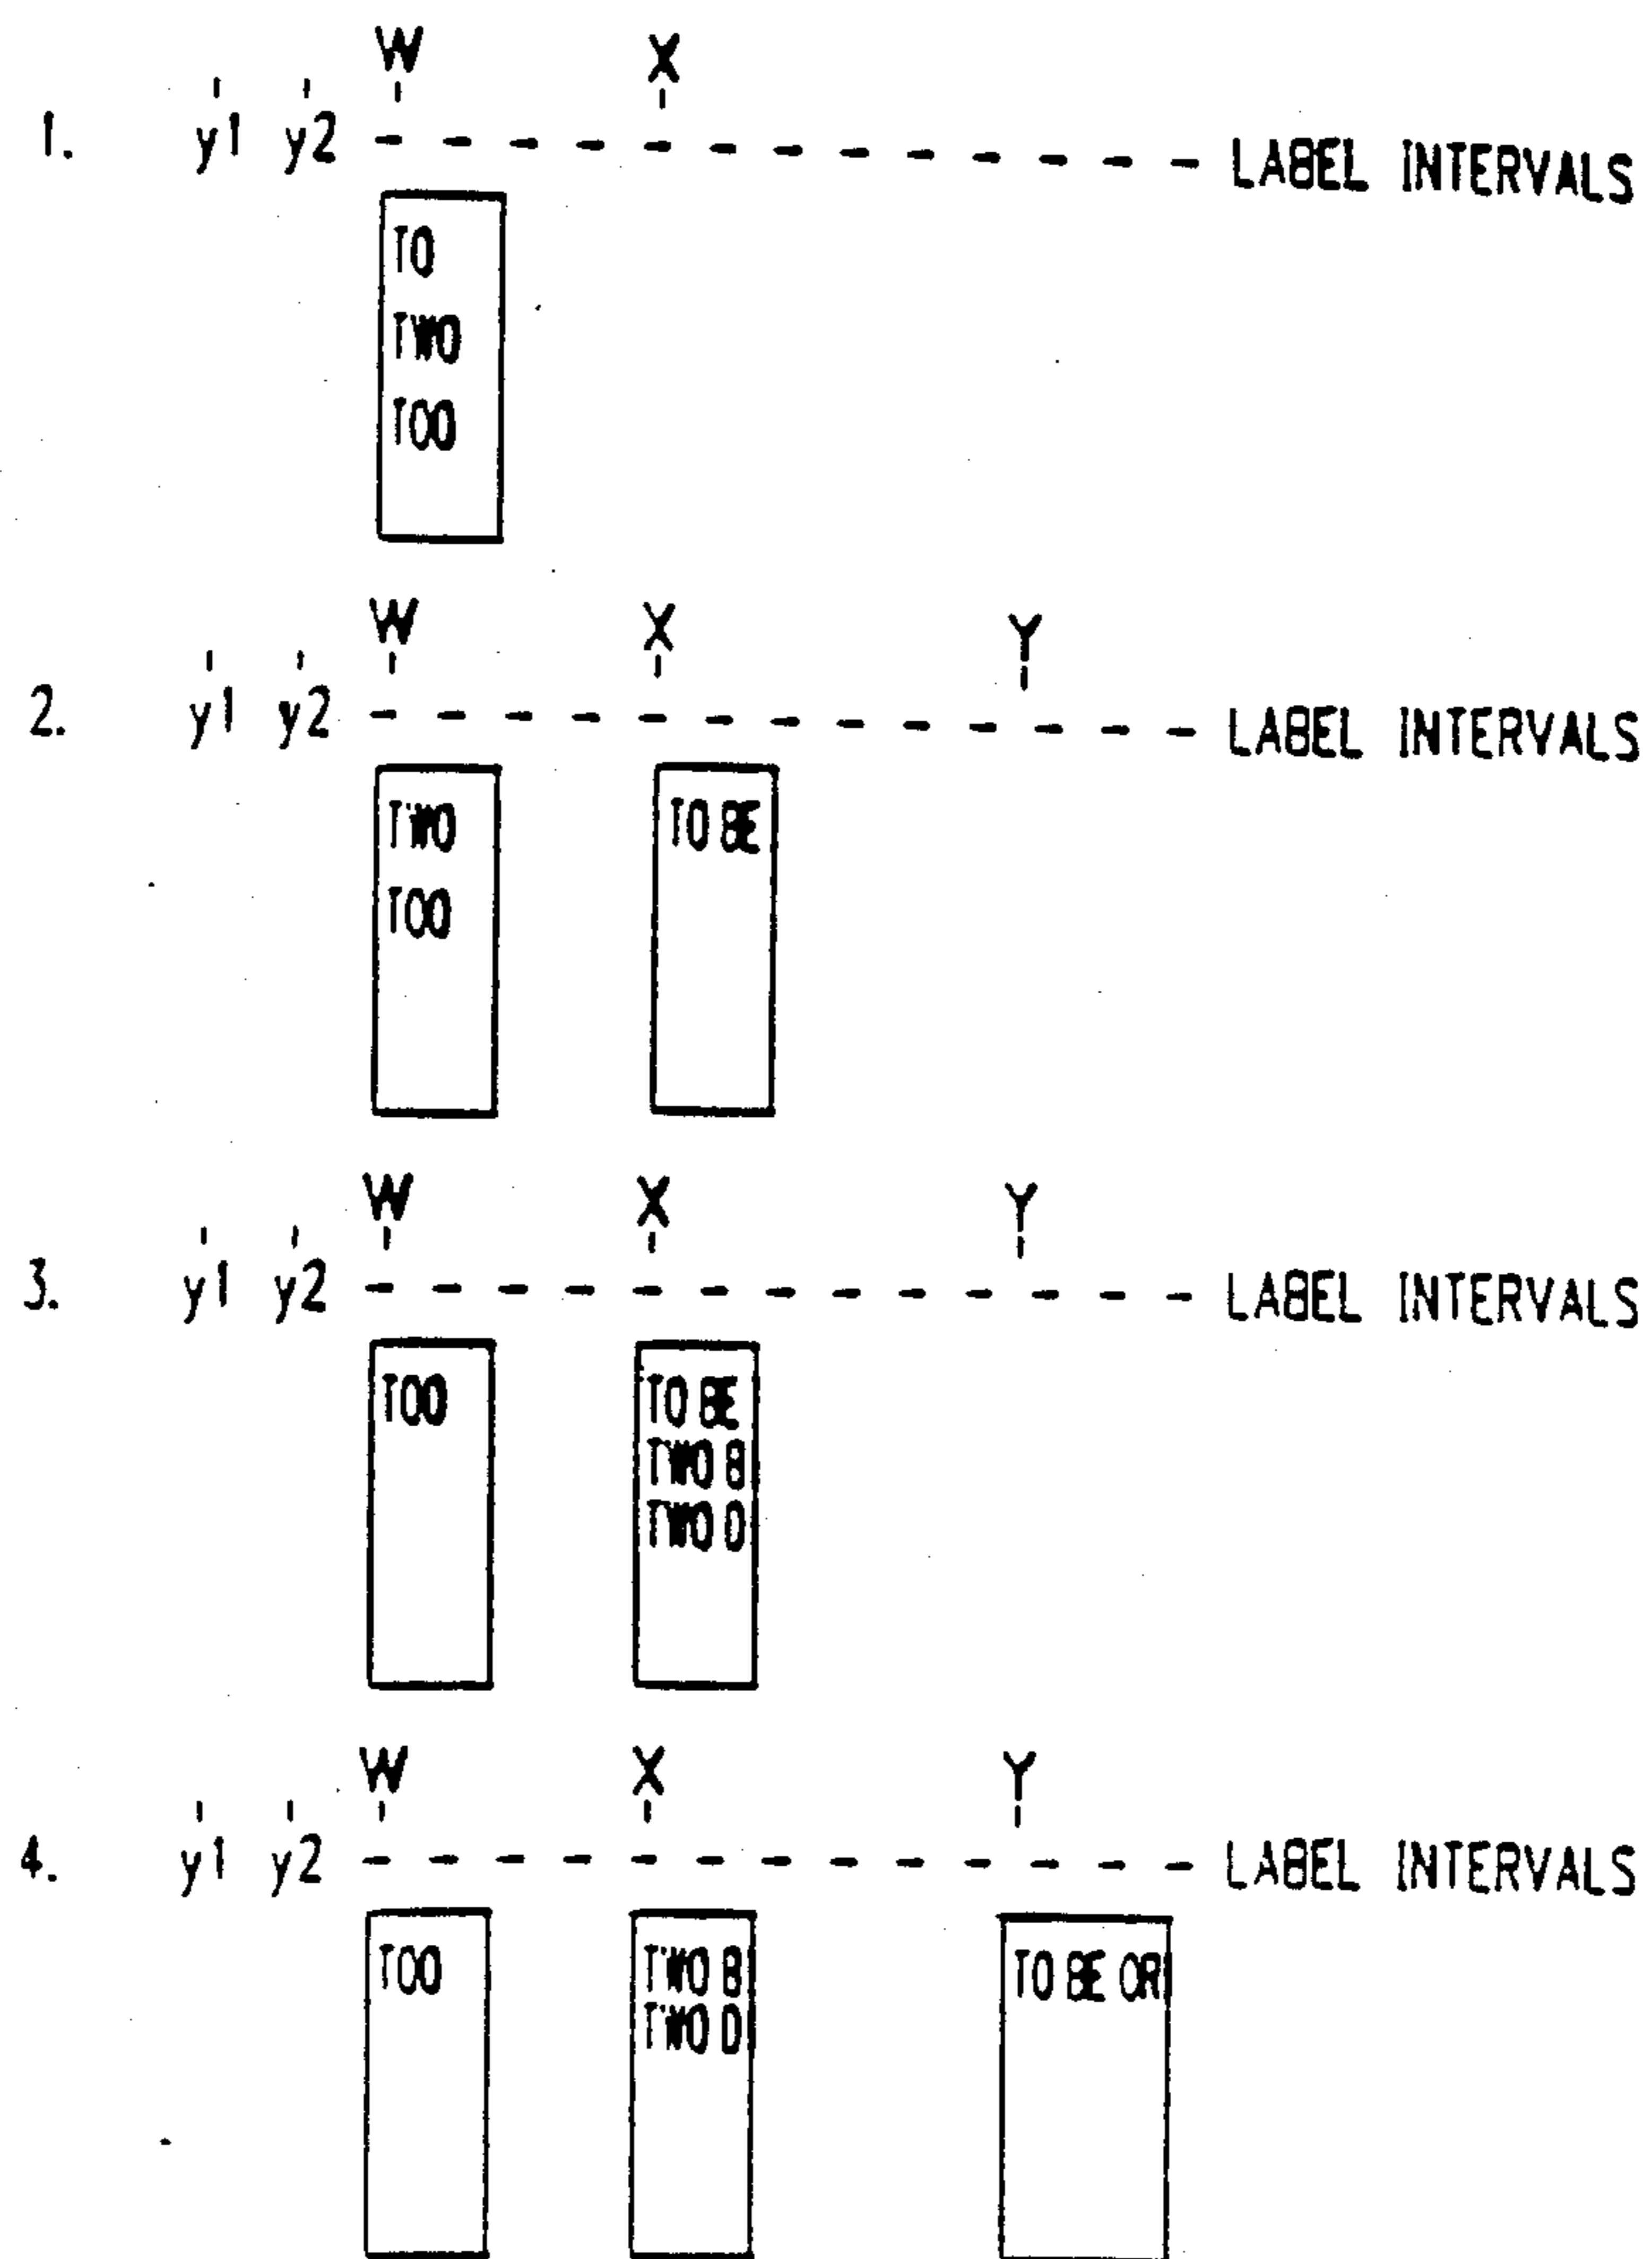 W X
1. y1 y2 LABEL INTERVALS
TO
TWO
TOO
W X Y
2. y1 y2 LABEL INTERVALS
TWO TO BE
TOO
W X Y
3. y1 y2 LABEL INTERVALS
TOO TO BE
TWO B
TWO D
W X Y
4. y1 y2 LABEL INTERVALS
TOO TWO B TO BE OR
TWO D